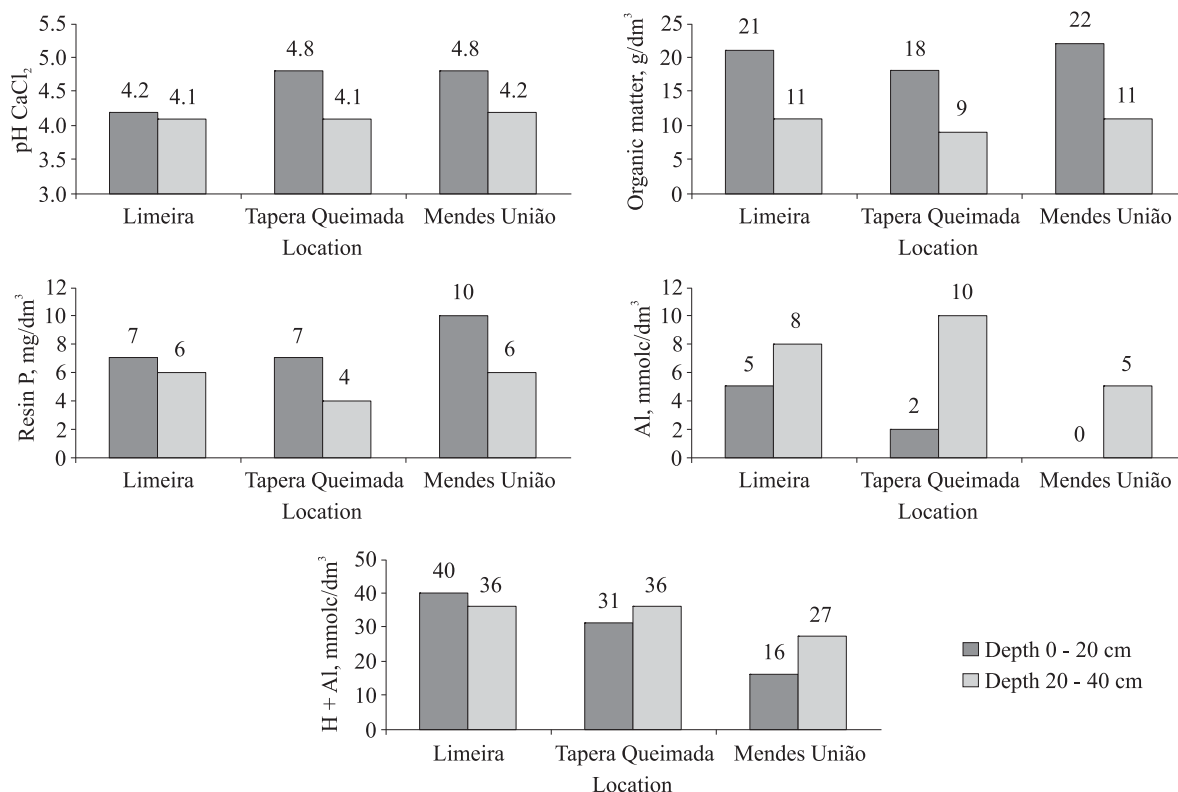 pH CaCl2
5.5
5.0
4.5
4.0
3.5
3.0
4.2
4.1
4.8
4.1
4.8
4.2
Limeira
Tapera Queimada
Mendes União
Location
Organic matter, g/dm3
25
20
15
10
5
0
21
11
18
9
22
11
Limeira
Tapera Queimada
Mendes União
Location
Resin P, mg/dm3
12
10
8
6
4
2
0
7
6
7
4
10
6
Limeira
Tapera Queimada
Mendes União
Location
Al, mmolc/dm3
12
10
8
6
4
2
0
5
8
2
10
0
5
Limeira
Tapera Queimada
Mendes União
Location
H + Al, mmolc/dm3
50
40
30
20
10
0
40
36
31
36
16
27
Limeira
Tapera Queimada
Mendes União
Location
Depth 0 - 20 cm
Depth 20 - 40 cm